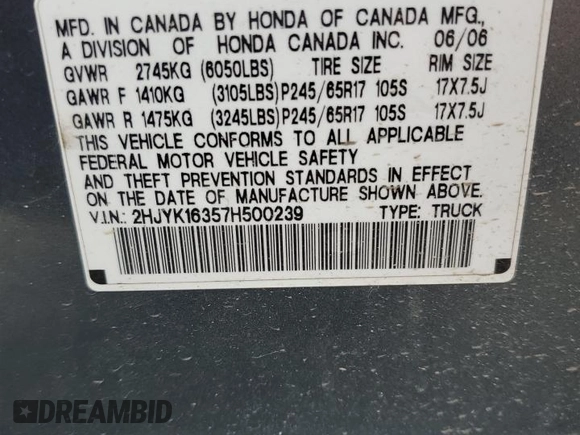 MFD. IN CANADA BY HONDA OF CANADA MFG.,
A DIVISION OF HONDA CANADA INC. 06/06
GVWR 2745KG (6050LBS) TIRE SIZE RIM SIZE
GAWR F 1410KG (3105LBS) P245/65R17 105S 17X7.5J
GAWR R 1475KG (3245LBS) P245/65R17 105S 17X7.5J
THIS VEHICLE CONFORMS TO ALL APPLICABLE
FEDERAL MOTOR VEHICLE SAFETY
AND THEFT PREVENTION STANDARDS IN EFFECT
ON THE DATE OF MANUFACTURE SHOWN ABOVE.
V.I.N.: 2HJYK16357H500239 TYPE: TRUCK
DREAMBID